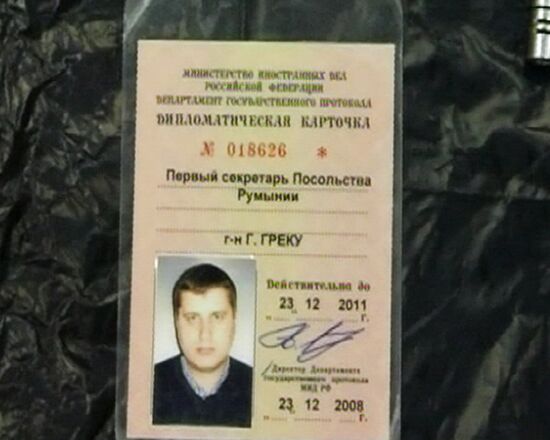 МИНИСТЕРСТВО ИНОСТРАННЫХ ДЕЛ
РОССИЙСКОЙ ФЕДЕРАЦИИ
ДЕПАРТАМЕНТ ГОСУДАРСТВЕННОГО ПРОТОКОЛА
ДИПЛОМАТИЧЕСКАЯ КАРТОЧКА
№ 018626 *
Первый секретарь Посольства
Румынии
г-н Г. ГРЕКУ
Действительна до
" 23 " 12 2011 г.
Директор Департамента
государственного протокола
МИД РФ
" 23 " 12 2008 г.